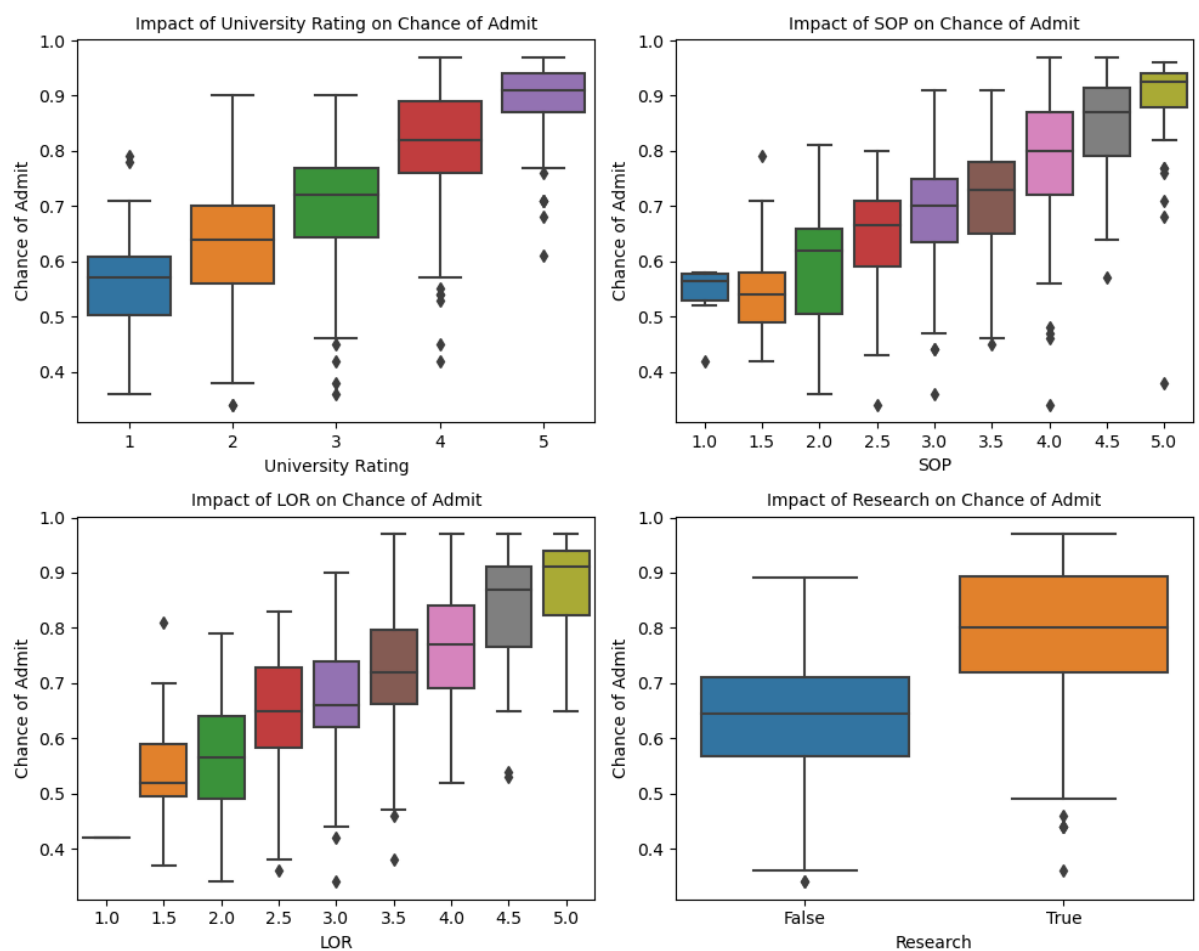 Impact of University Rating on Chance of Admit
Chance of Admit
1.0
0.9
0.8
0.7
0.6
0.5
0.4
1 2 3 4 5
University Rating
Impact of SOP on Chance of Admit
Chance of Admit
1.0
0.9
0.8
0.7
0.6
0.5
0.4
1.0 1.5 2.0 2.5 3.0 3.5 4.0 4.5 5.0
SOP
Impact of LOR on Chance of Admit
Chance of Admit
1.0
0.9
0.8
0.7
0.6
0.5
0.4
1.0 1.5 2.0 2.5 3.0 3.5 4.0 4.5 5.0
LOR
Impact of Research on Chance of Admit
Chance of Admit
1.0
0.9
0.8
0.7
0.6
0.5
0.4
False True
Research